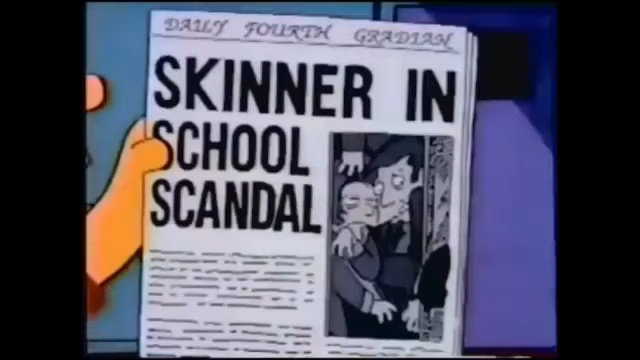 DAILY FOURTH GRADIAN
SKINNER IN
SCHOOL
SCANDAL